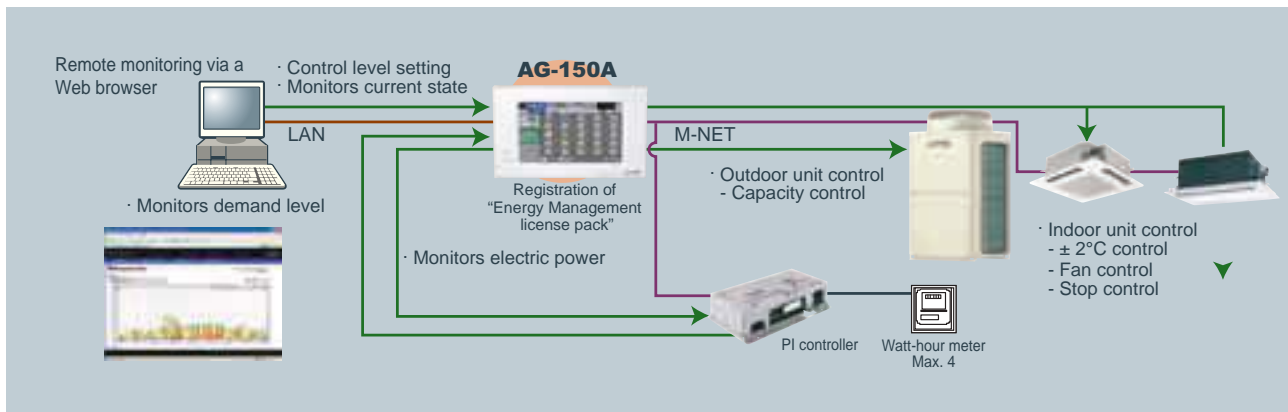 Remote monitoring via a
Web browser
· Control level setting
· Monitors current state
AG-150A
LAN
M-NET
Registration of
“Energy Management
license pack”
· Monitors demand level
· Monitors electric power
· Outdoor unit control
- Capacity control
· Indoor unit control
- ± 2°C control
- Fan control
- Stop control
PI controller
Watt-hour meter
Max. 4